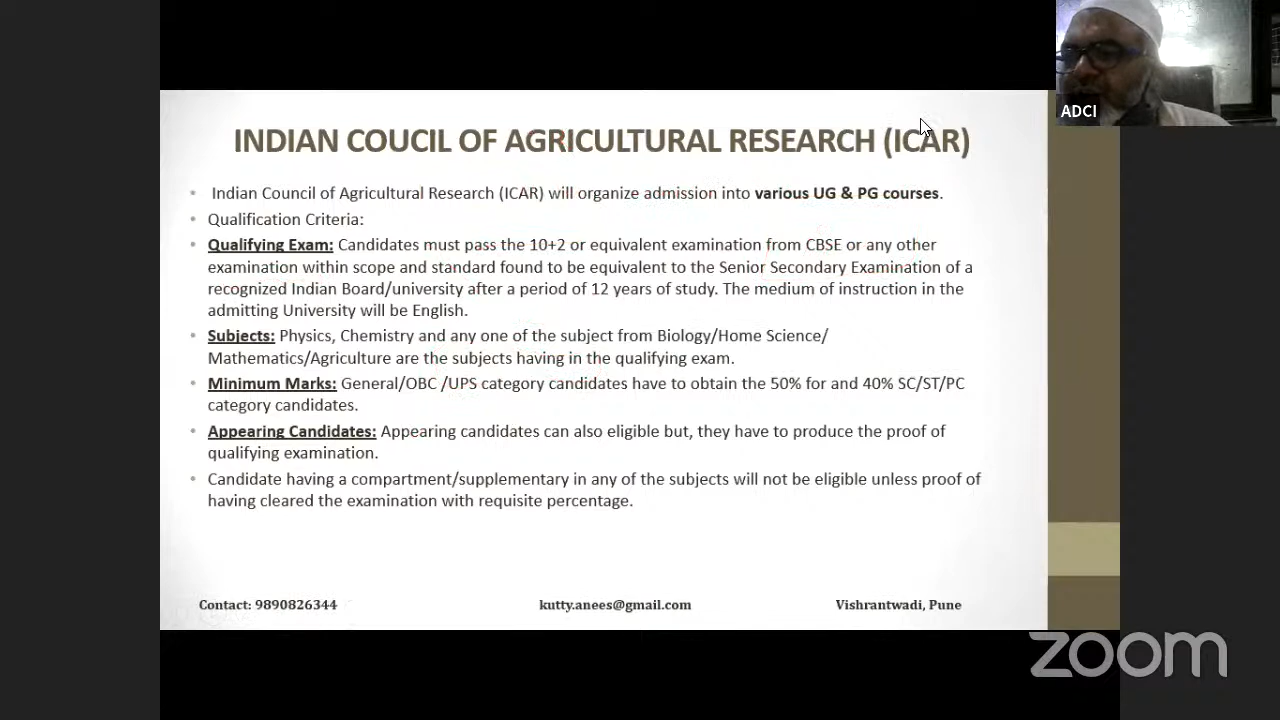 ADCI
INDIAN COUCIL OF AGRICULTURAL RESEARCH (ICAR)
Indian Council of Agricultural Research (ICAR) will organize admission into various UG & PG courses.
Qualification Criteria:
Qualifying Exam: Candidates must pass the 10+2 or equivalent examination from CBSE or any other
examination within scope and standard found to be equivalent to the Senior Secondary Examination of a
recognized Indian Board/university after a period of 12 years of study. The medium of instruction in the
admitting University will be English.
Subjects: Physics, Chemistry and any one of the subject from Biology/Home Science/
Mathematics/Agriculture are the subjects having in the qualifying exam.
Minimum Marks: General/OBC /UPS category candidates have to obtain the 50% for and 40% SC/ST/PC
category candidates.
Appearing Candidates: Appearing candidates can also eligible but, they have to produce the proof of
qualifying examination.
Candidate having a compartment/supplementary in any of the subjects will not be eligible unless proof of
having cleared the examination with requisite percentage.
Contact: 9890826344 kutty.anees@gmail.com Vishrantwadi, Pune
zoom